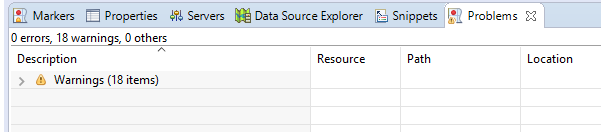 Markers Properties Servers Data Source Explorer Snippets Problems
0 errors, 18 warnings, 0 others
Description Resource Path Location
Warnings (18 items)